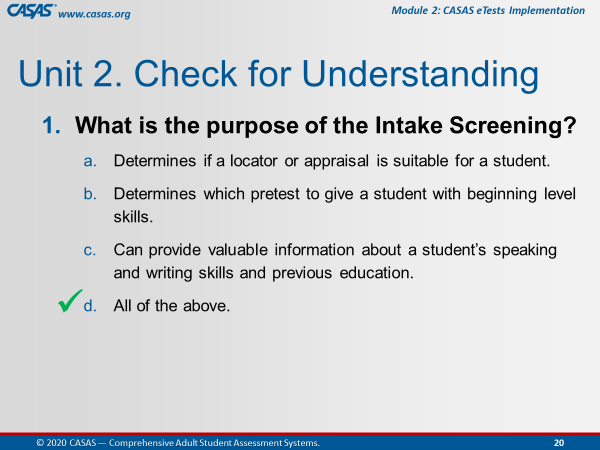 CASAS www.casas.org
Module 2: CASAS eTests Implementation
Unit 2. Check for Understanding
1. What is the purpose of the Intake Screening?
a. Determines if a locator or appraisal is suitable for a student.
b. Determines which pretest to give a student with beginning level
skills.
c. Can provide valuable information about a student’s speaking
and writing skills and previous education.
d. All of the above.
© 2020 CASAS — Comprehensive Adult Student Assessment Systems.
20